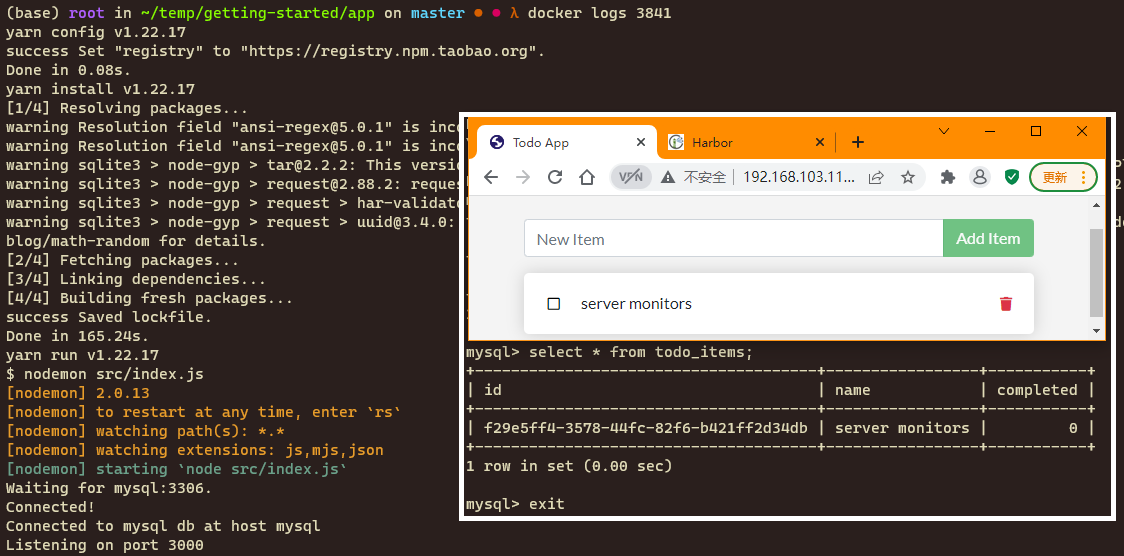 (base) root in ~/temp/getting-started/app on master ● ● λ docker logs 3841
yarn config v1.22.17
success Set "registry" to "https://registry.npm.taobao.org".
Done in 0.08s.
yarn install v1.22.17
[1/4] Resolving packages...
warning Resolution field "ansi-regex@5.0.1" is inco
warning Resolution field "ansi-regex@5.0.1" is inco
warning sqlite3 > node-gyp > tar@2.2.2: This versio
warning sqlite3 > node-gyp > request@2.88.2: reques
warning sqlite3 > node-gyp > request > har-validato
warning sqlite3 > node-gyp > request > uuid@3.4.0:
blog/math-random for details.
[2/4] Fetching packages...
[3/4] Linking dependencies...
[4/4] Building fresh packages...
success Saved lockfile.
Done in 165.24s.
yarn run v1.22.17
$ nodemon src/index.js
[nodemon] 2.0.13
[nodemon] to restart at any time, enter `rs`
[nodemon] watching path(s): *.*
[nodemon] watching extensions: js,mjs,json
[nodemon] starting `node src/index.js`
Waiting for mysql:3306.
Connected!
Connected to mysql db at host mysql
Listening on port 3000
Todo App
Harbor
VPN 不安全 192.168.103.11... 更新
New Item
Add Item
server monitors
mysql> select * from todo_items;
+--------------------------------------+-----------------+-----------+
| id                                   | name            | completed |
+--------------------------------------+-----------------+-----------+
| f29e5ff4-3578-44fc-82f6-b421ff2d34db | server monitors |         0 |
+--------------------------------------+-----------------+-----------+
1 row in set (0.00 sec)
mysql> exit